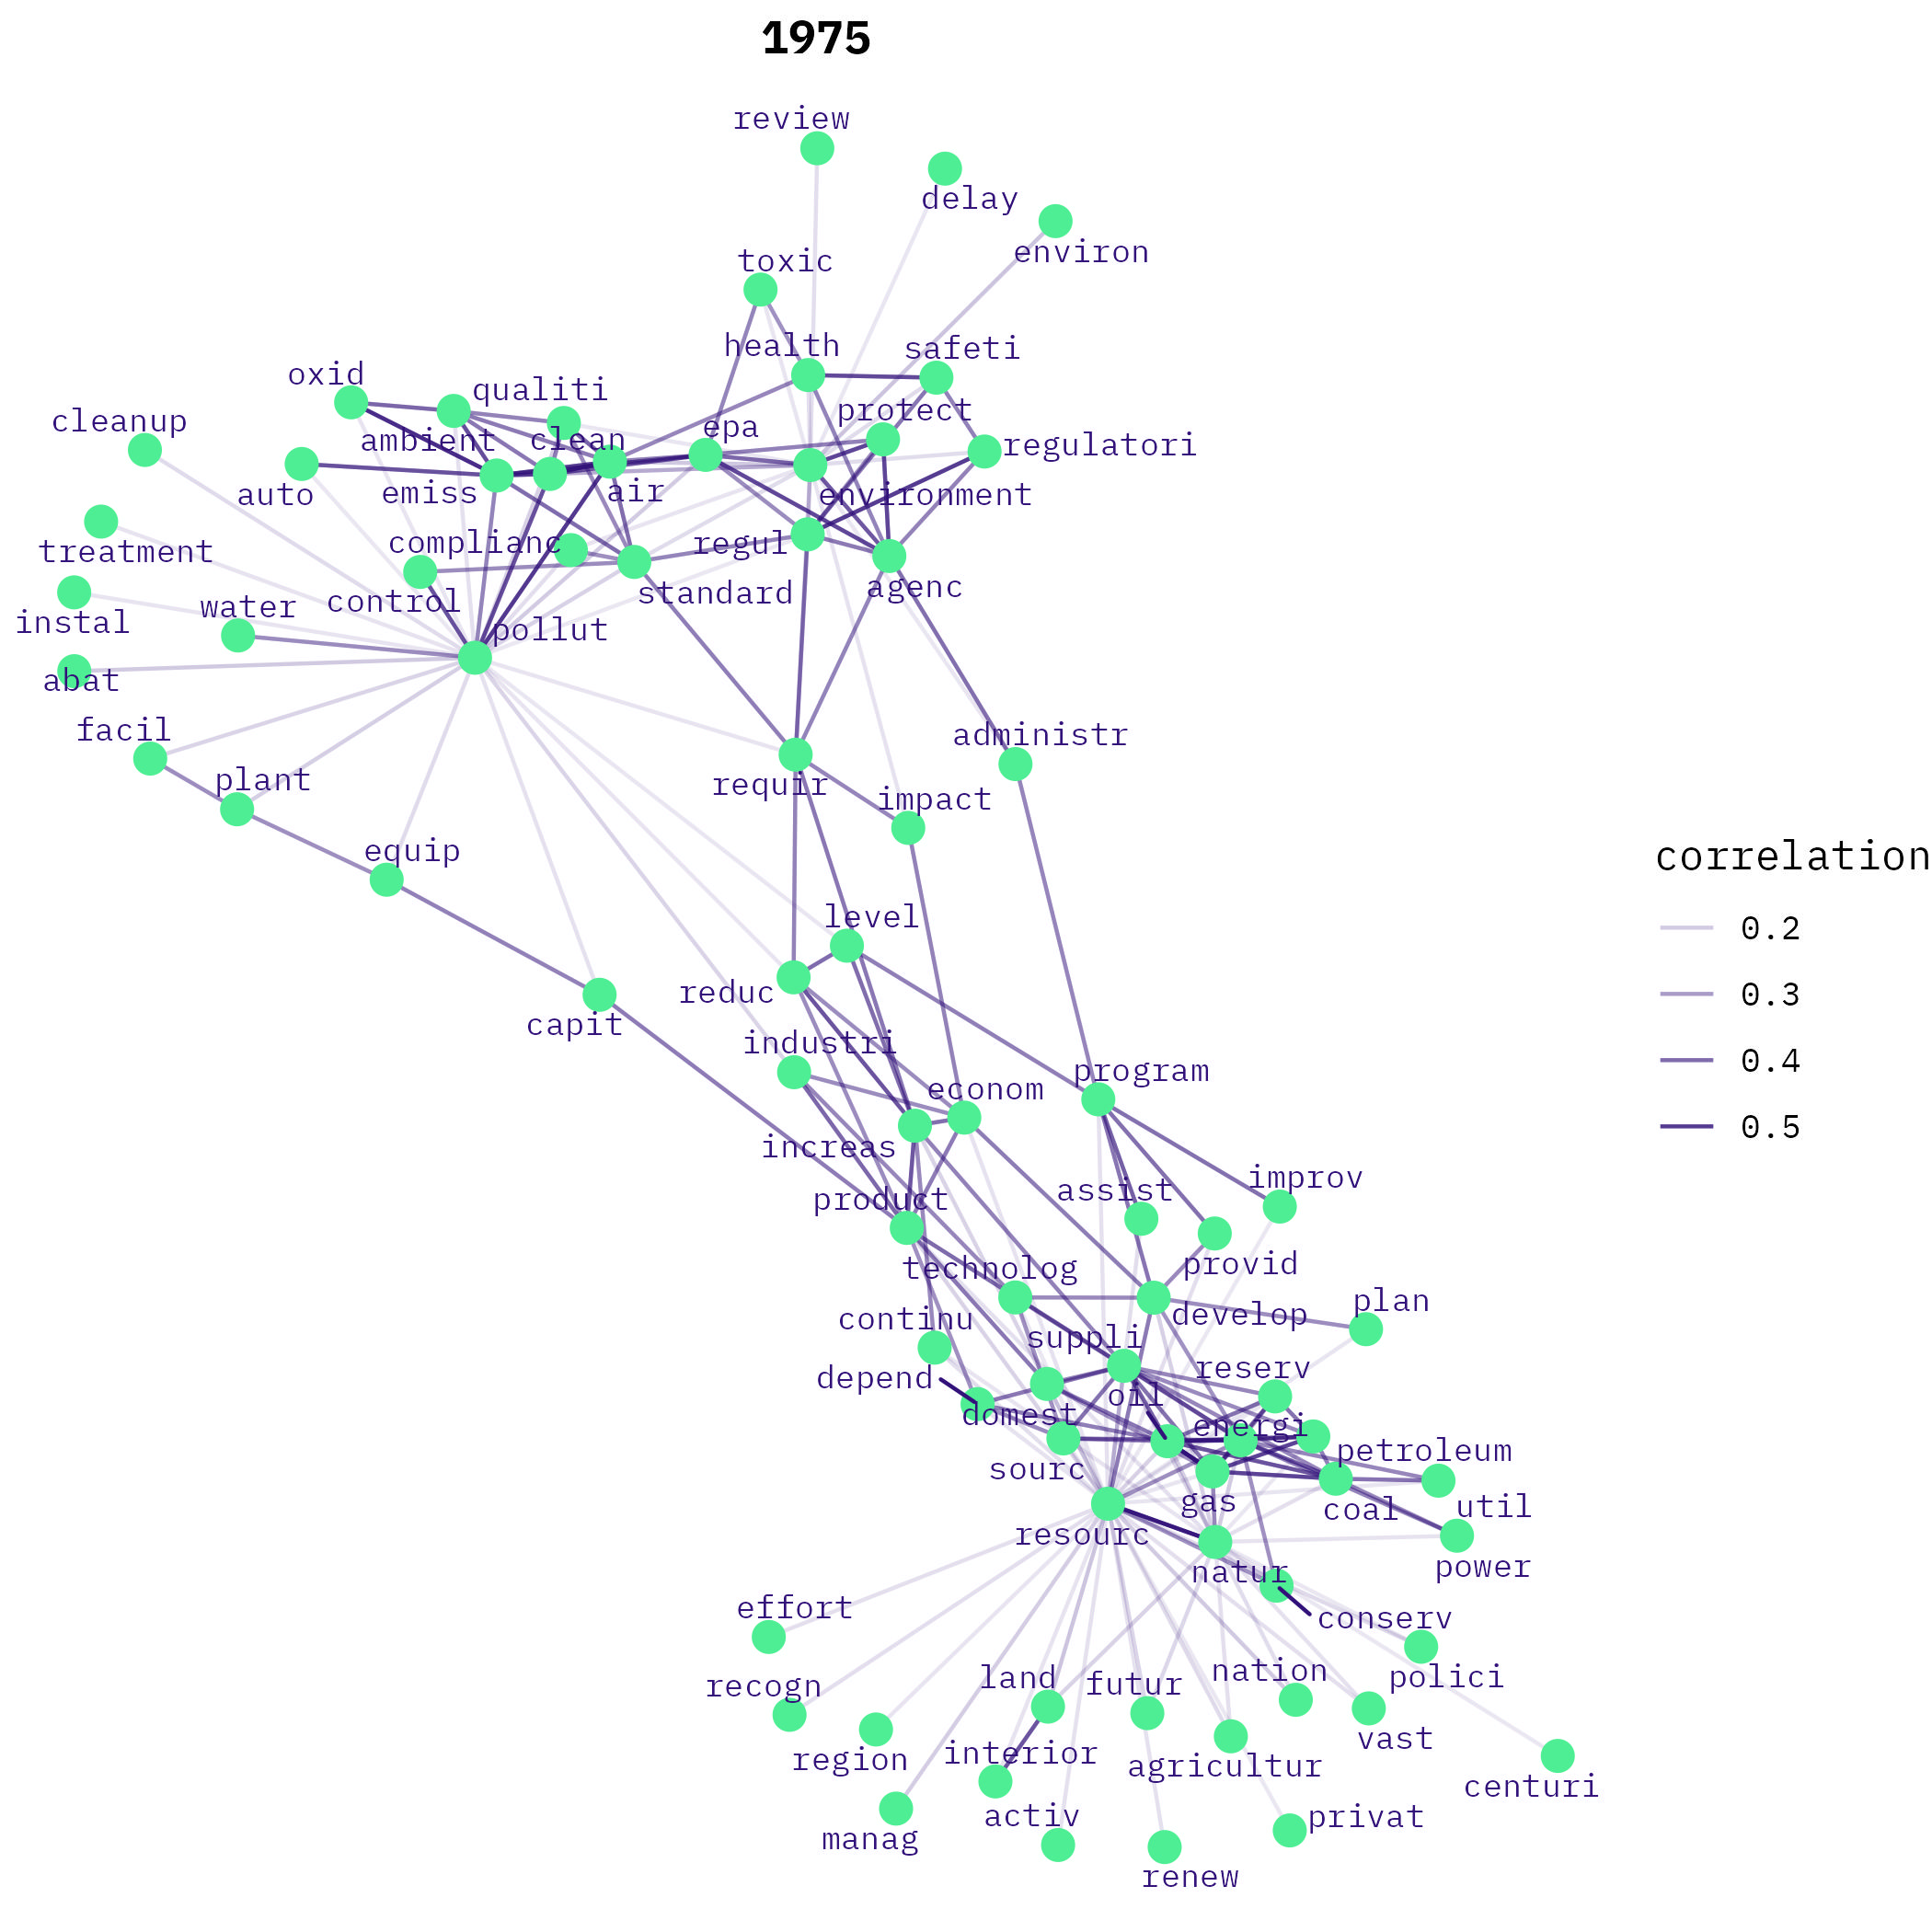 1975
review
delay
environ
toxic
health
safeti
oxid
qualiti
cleanup
protect
ambient
clean
epa
regulatori
auto
emiss
air
environment
treatment
complianc
regul
instal
water
control
standard
agenc
pollut
abat
facil
administr
plant
requir
impact
equip
correlation
0.2
0.3
0.4
0.5
level
reduc
capit
industri
program
econom
increas
improv
assist
product
technolog
provid
continu
develop
plan
suppli
reserv
depend
oil
domest
energi
petroleum
sourc
gas
coal
util
resourc
natur
power
effort
conserv
land
futur
nation
polici
recogn
vast
region
interior
agricultur
centuri
activ
privat
manag
renew